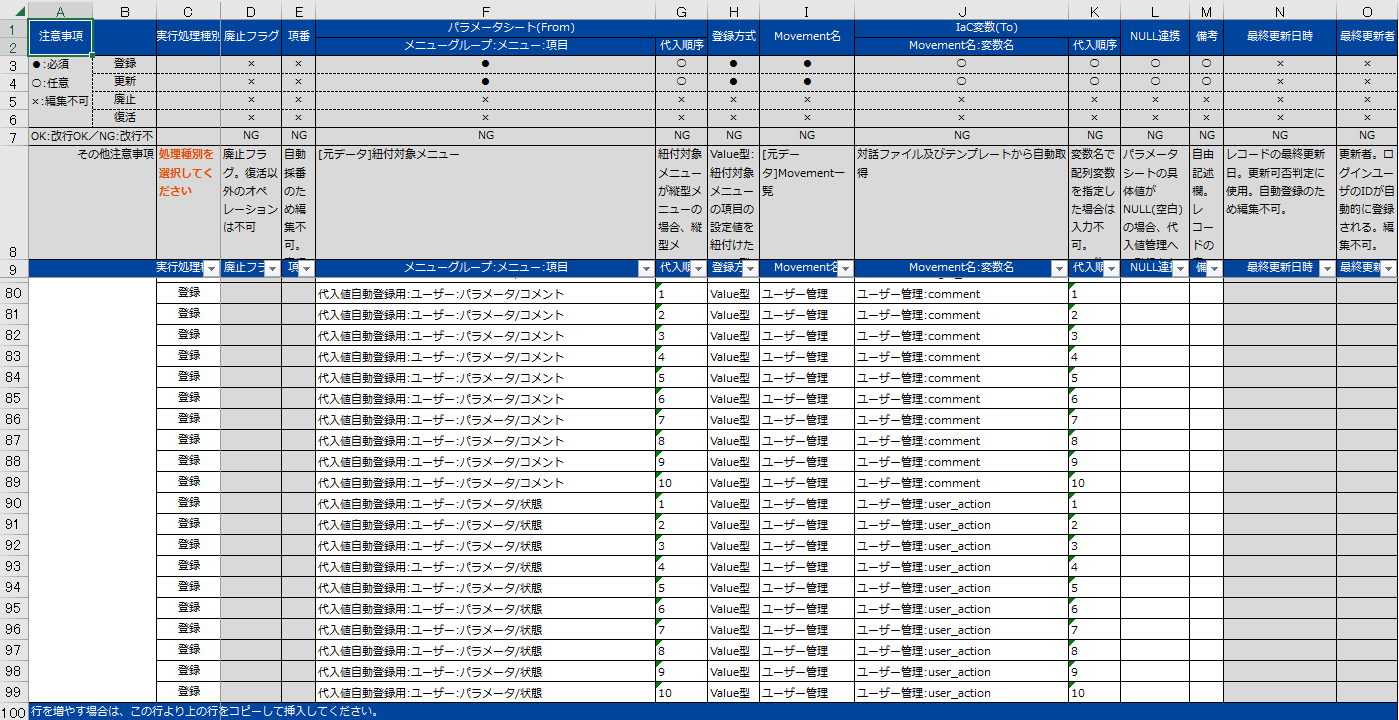 A B C D E F G H I J K L M N O
1 注意事項 実行処理種別 廃止フラグ 項番 パラメータシート(From) 登録方式 Movement名 IaC変数(To) NULL連携 備考 最終更新日時 最終更新者
2 メニューグループ:メニュー:項目 代入順序 Movement名:変数名 代入順序
3 ●:必須 登録 × × ● ○ ● ● ○ ○ ○ ○ × ×
4 ○:任意 更新 × × ● ○ ● ● ○ ○ ○ ○ × ×
5 ×:編集不可 廃止 × × × × × × × × × × × ×
6 復活 × × × × × × × × × × × ×
7 OK:改行OK/NG:改行不 NG NG NG NG NG NG NG NG NG NG NG NG
8 その他注意事項
処理種別を
選択してく
ださい
廃止フラ
グ。復活以
外のオペ
レーション
は不可
自動
採番
のた
め編
集不
可。
[元データ]紐付対象メニュー
紐付対象
メニュー
が縦型メ
ニューの
場合、縦
型メ
Value型:
紐付対象
メニュー
の項目の
設定値を
紐付けた
[元デー
タ]Movement一
覧
対話ファイル及びテンプレートから自動取
得
変数名で
配列変数
を指定し
た場合は
入力不
可。
パラメータ
シートの具
体値が
NULL(空白)
の場合、代
入値管理へ
自由
記述
欄。
レ
コー
ドの
レコードの最終更新
日。更新可否判定に
使用。自動登録のた
め編集不可。
更新者。ロ
グインユー
ザのIDが自
動的に登録
される。編
集不可。
9 実行処理 廃止フラ 項 メニューグループ:メニュー:項目 代入順 登録方 Movement名 Movement名:変数名 代入順 NULL連 備 最終更新日時 最終更新
80 登録 代入値自動登録用:ユーザー:パラメータ/コメント 1 Value型 ユーザー管理 ユーザー管理:comment 1
81 登録 代入値自動登録用:ユーザー:パラメータ/コメント 2 Value型 ユーザー管理 ユーザー管理:comment 2
82 登録 代入値自動登録用:ユーザー:パラメータ/コメント 3 Value型 ユーザー管理 ユーザー管理:comment 3
83 登録 代入値自動登録用:ユーザー:パラメータ/コメント 4 Value型 ユーザー管理 ユーザー管理:comment 4
84 登録 代入値自動登録用:ユーザー:パラメータ/コメント 5 Value型 ユーザー管理 ユーザー管理:comment 5
85 登録 代入値自動登録用:ユーザー:パラメータ/コメント 6 Value型 ユーザー管理 ユーザー管理:comment 6
86 登録 代入値自動登録用:ユーザー:パラメータ/コメント 7 Value型 ユーザー管理 ユーザー管理:comment 7
87 登録 代入値自動登録用:ユーザー:パラメータ/コメント 8 Value型 ユーザー管理 ユーザー管理:comment 8
88 登録 代入値自動登録用:ユーザー:パラメータ/コメント 9 Value型 ユーザー管理 ユーザー管理:comment 9
89 登録 代入値自動登録用:ユーザー:パラメータ/コメント 10 Value型 ユーザー管理 ユーザー管理:comment 10
90 登録 代入値自動登録用:ユーザー:パラメータ/状態 1 Value型 ユーザー管理 ユーザー管理:user_action 1
91 登録 代入値自動登録用:ユーザー:パラメータ/状態 2 Value型 ユーザー管理 ユーザー管理:user_action 2
92 登録 代入値自動登録用:ユーザー:パラメータ/状態 3 Value型 ユーザー管理 ユーザー管理:user_action 3
93 登録 代入値自動登録用:ユーザー:パラメータ/状態 4 Value型 ユーザー管理 ユーザー管理:user_action 4
94 登録 代入値自動登録用:ユーザー:パラメータ/状態 5 Value型 ユーザー管理 ユーザー管理:user_action 5
95 登録 代入値自動登録用:ユーザー:パラメータ/状態 6 Value型 ユーザー管理 ユーザー管理:user_action 6
96 登録 代入値自動登録用:ユーザー:パラメータ/状態 7 Value型 ユーザー管理 ユーザー管理:user_action 7
97 登録 代入値自動登録用:ユーザー:パラメータ/状態 8 Value型 ユーザー管理 ユーザー管理:user_action 8
98 登録 代入値自動登録用:ユーザー:パラメータ/状態 9 Value型 ユーザー管理 ユーザー管理:user_action 9
99 登録 代入値自動登録用:ユーザー:パラメータ/状態 10 Value型 ユーザー管理 ユーザー管理:user_action 10
100 行を増やす場合は、この行より上の行をコピーして挿入してください。